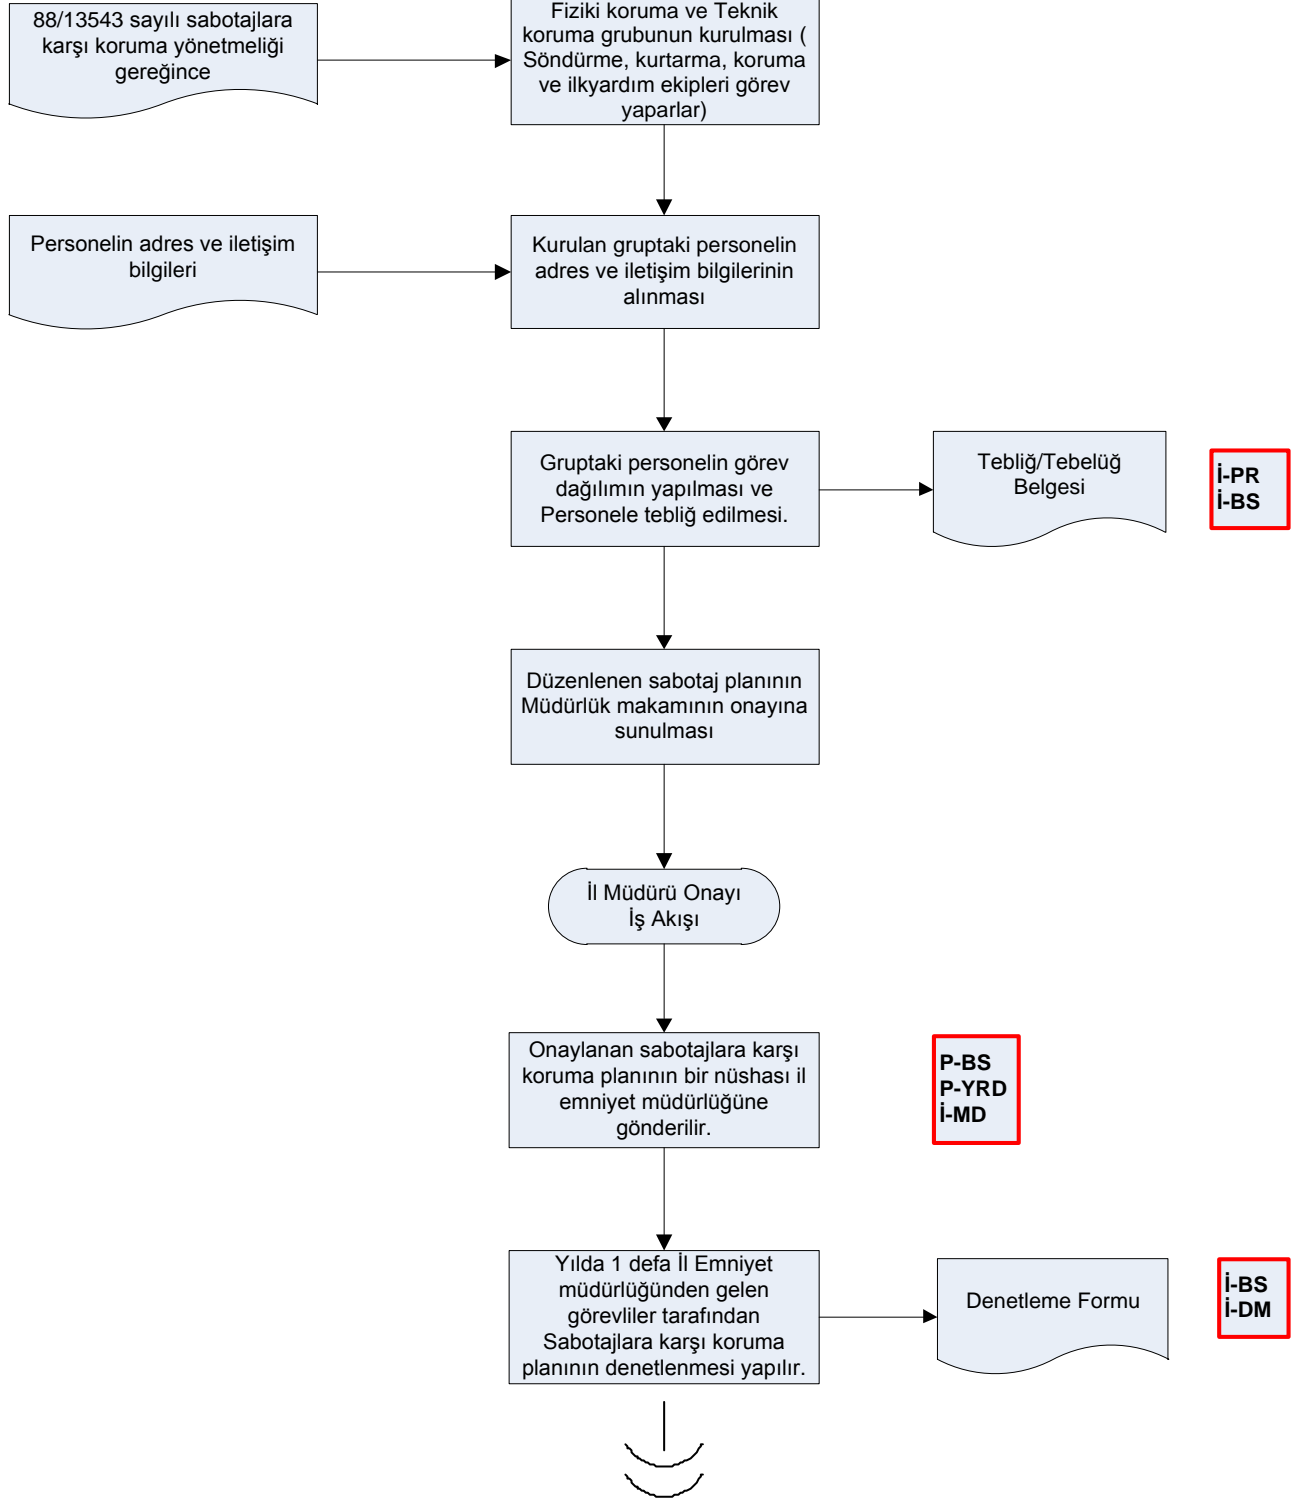 88/13543 sayılı sabotajlara
karşı koruma yönetmeliği
gereğince
Fiziki koruma ve Teknik
koruma grubunun kurulması (
Söndürme, kurtarma, koruma
ve ilkyardım ekipleri görev
yaparlar)
Personelin adres ve iletişim
bilgileri
Kurulan gruptaki personelin
adres ve iletişim bilgilerinin
alınması
Gruptaki personelin görev
dağılımın yapılması ve
Personele tebliğ edilmesi.
Tebliğ/Tebelüğ
Belgesi
İ-PR
İ-BS
Düzenlenen sabotaj planının
Müdürlük makamının onayına
sunulması
İl Müdürü Onayı
İş Akışı
Onaylanan sabotajlara karşı
koruma planının bir nüshası il
emniyet müdürlüğüne
gönderilir.
P-BS
P-YRD
İ-MD
Yılda 1 defa İl Emniyet
müdürlüğünden gelen
görevliler tarafından
Sabotajlara karşı koruma
planının denetlenmesi yapılır.
Denetleme Formu
İ-BS
İ-DM